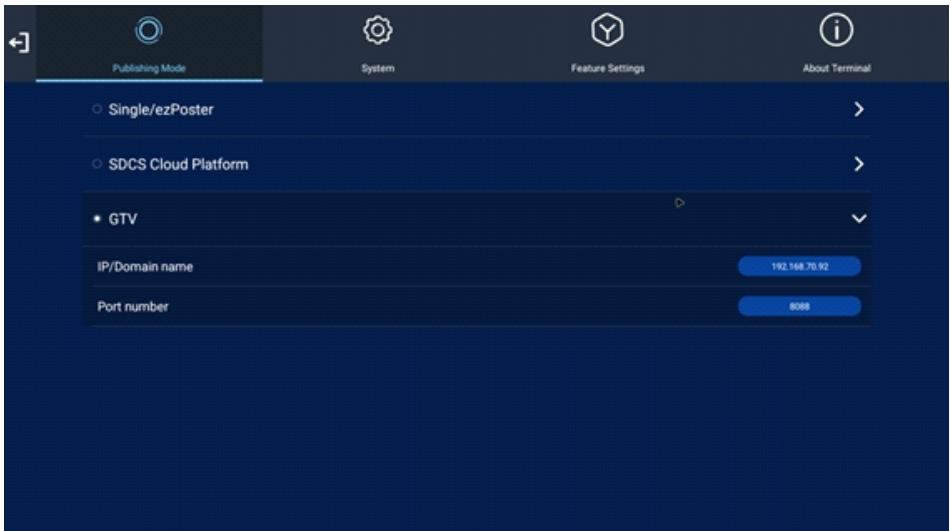 Publishing Mode
System
Feature Settings
About Terminal
Single/ezPoster
SDCS Cloud Platform
GTV
IP/Domain name
192.168.70.92
Port number
8088